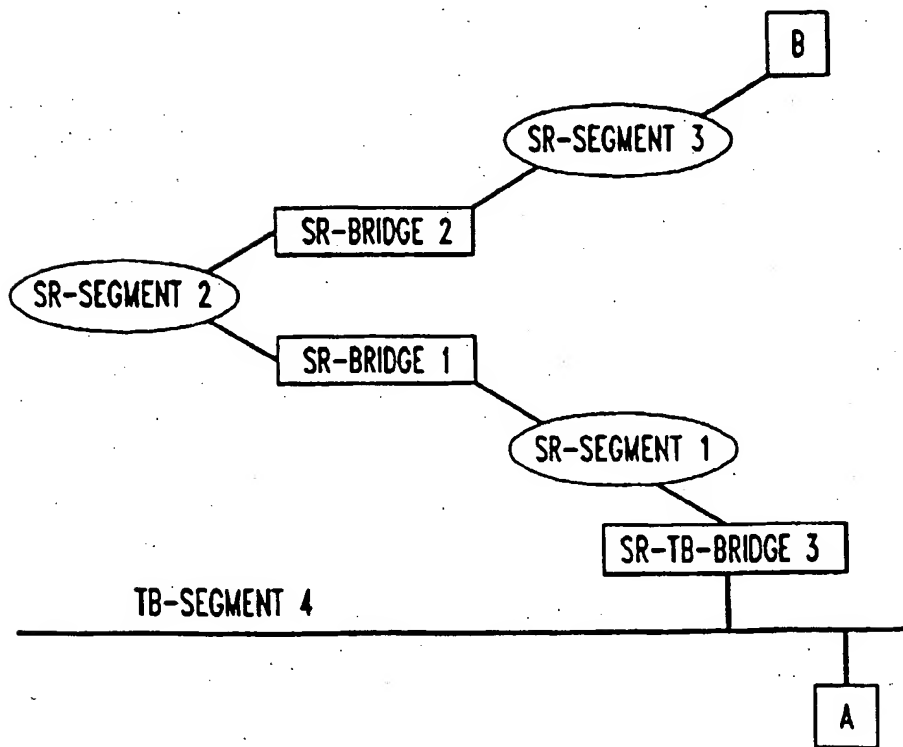 B
SR-SEGMENT 3
SR-BRIDGE 2
SR-SEGMENT 2
SR-BRIDGE 1
SR-SEGMENT 1
SR-TB-BRIDGE 3
TB-SEGMENT 4
A